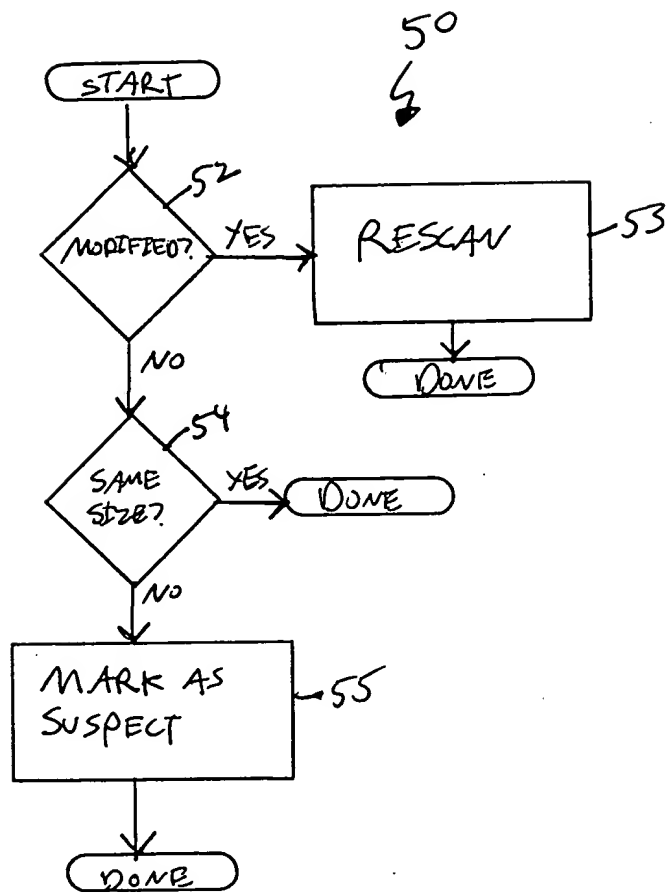 50
START
52
MODIFIED?
YES
RESCAN
53
DONE
NO
54
SAME
SIZE?
YES
DONE
NO
MARK AS
SUSPECT
55
DONE